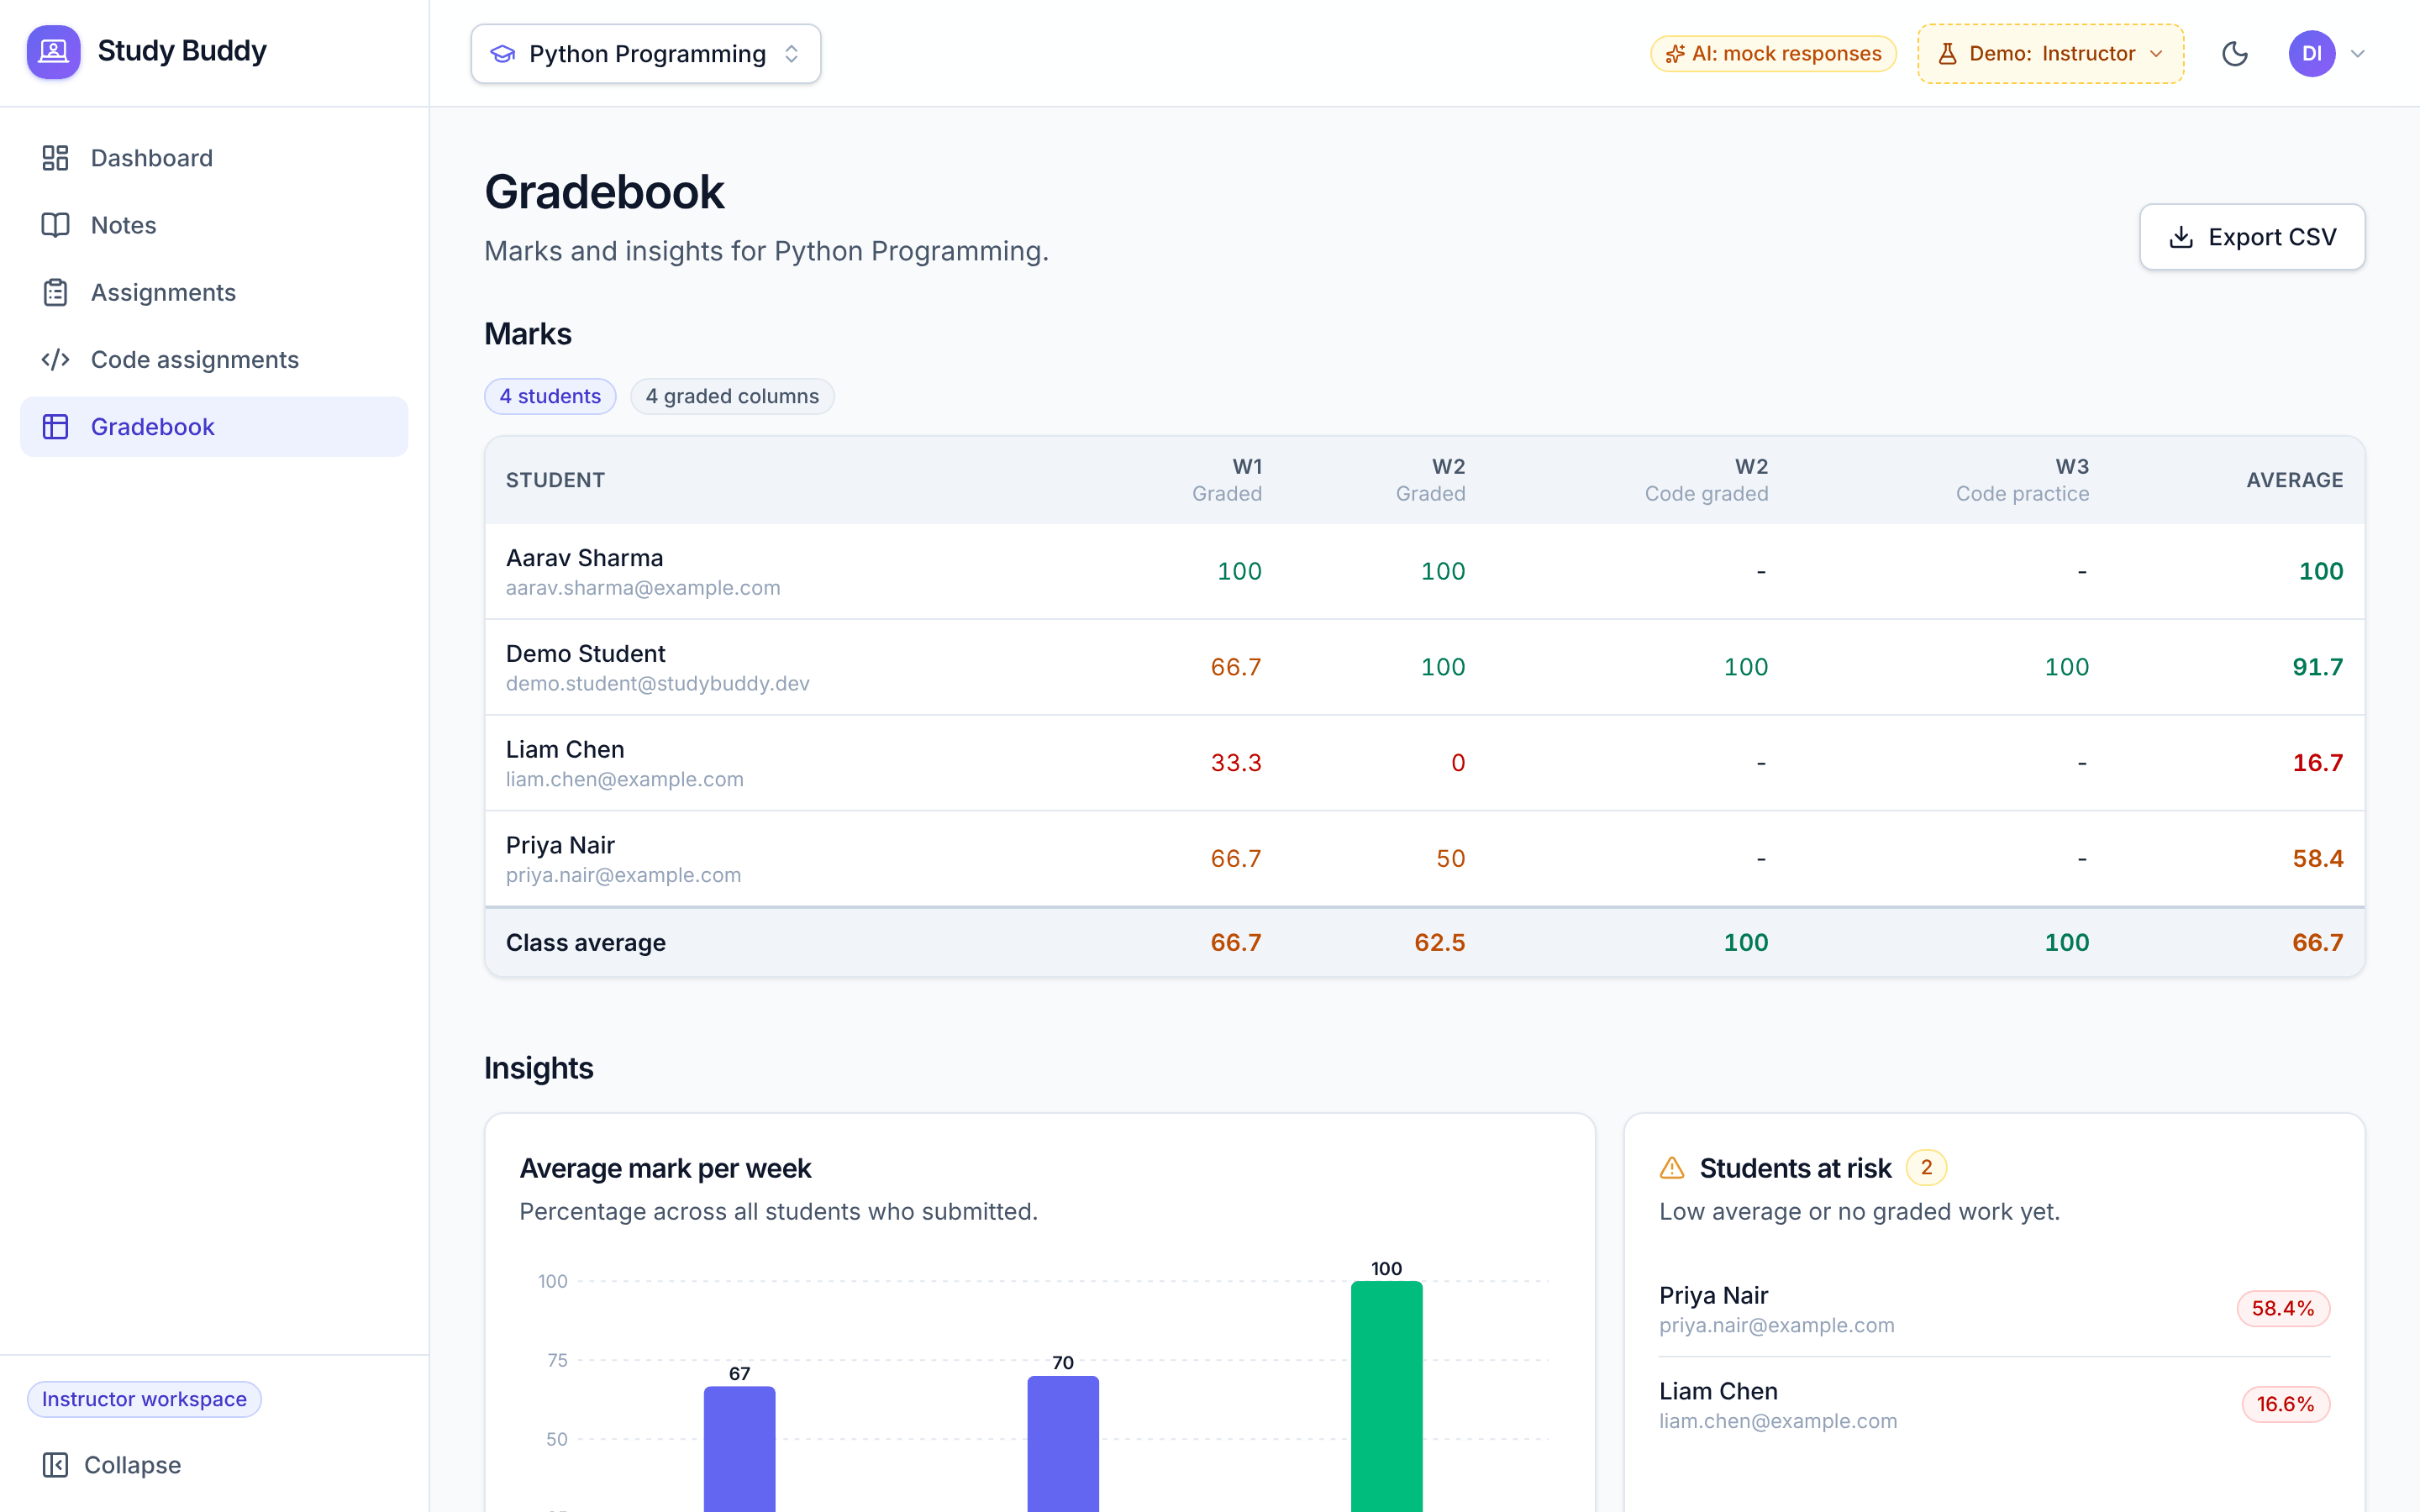 Study Buddy
Python Programming
AI: mock responses
Demo: Instructor
DI
Dashboard
Notes
Assignments
Code assignments
Gradebook
Instructor workspace
Collapse
Gradebook
Marks and insights for Python Programming.
Export CSV
Marks
4 students
4 graded columns
STUDENT W1 Graded W2 Graded W2 Code graded W3 Code practice AVERAGE
Aarav Sharma
aarav.sharma@example.com
100 100 - - 100
Demo Student
demo.student@studybuddy.dev
66.7 100 100 100 91.7
Liam Chen
liam.chen@example.com
33.3 0 - - 16.7
Priya Nair
priya.nair@example.com
66.7 50 - - 58.4
Class average 66.7 62.5 100 100 66.7
Insights
Average mark per week
Percentage across all students who submitted.
100
75
50
67
70
100
Students at risk 2
Low average or no graded work yet.
Priya Nair
priya.nair@example.com
58.4%
Liam Chen
liam.chen@example.com
16.6%